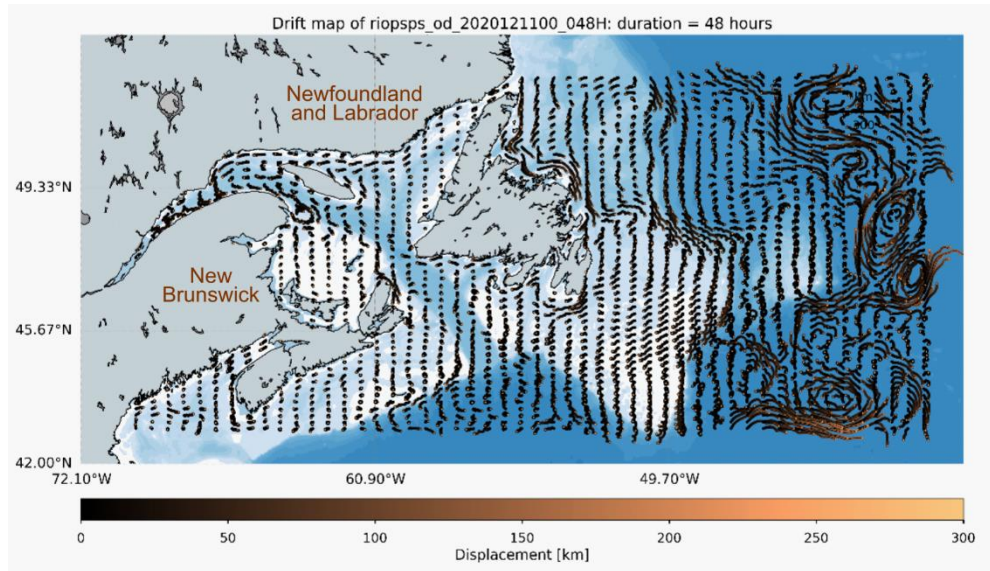 Drift map of riopsps_od_2020121100_048H: duration = 48 hours
Newfoundland
and Labrador
49.33°N
New
Brunswick
45.67°N
42.00°N
72.10°W
60.90°W
49.70°W
0
50
100
150
200
250
300
Displacement [km]